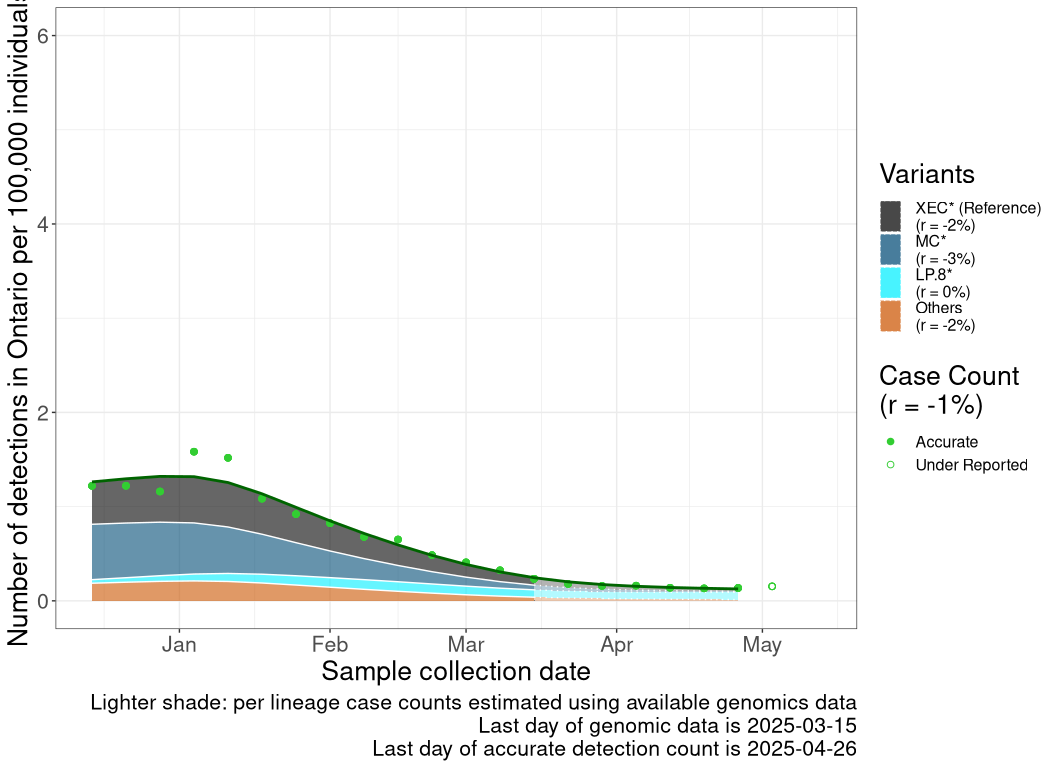 Number of detections in Ontario per 100,000 individuals
6
4
2
0
Jan Feb Mar Apr May
Sample collection date
Variants
XEC* (Reference)
(r = -2%)
MC*
(r = -3%)
LP.8*
(r = 0%)
Others
(r = -2%)
Case Count
(r = -1%)
Accurate
Under Reported
Lighter shade: per lineage case counts estimated using available genomics data
Last day of genomic data is 2025-03-15
Last day of accurate detection count is 2025-04-26